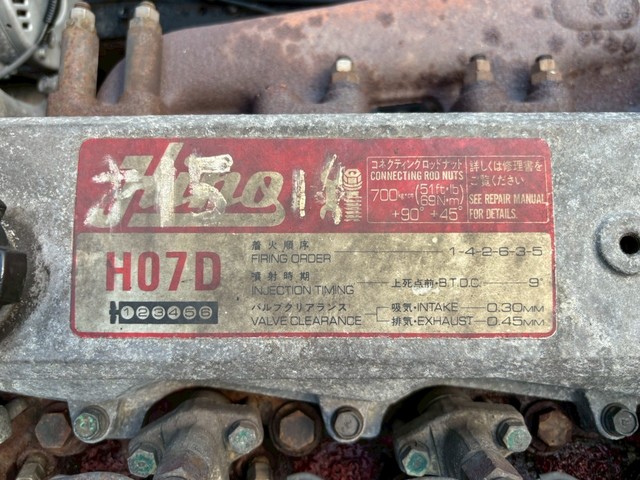 Hino
コネクティングロッドナット
CONNECTING ROD NUTS
700kg•cm (51ft•lb)
(69N•m)
+90° +45°
詳しくは修理書を
ご覧ください
SEE REPAIR MANUAL
FOR DETAILS.
H07D
123456
着火順序
FIRING ORDER 1-4-2-6-3-5
噴射時期
INJECTION TIMING 上死点前•B.T.D.C. 9°
バルブクリアランス
VALVE CLEARANCE
吸気•INTAKE 0.30MM
排気•EXHAUST 0.45MM